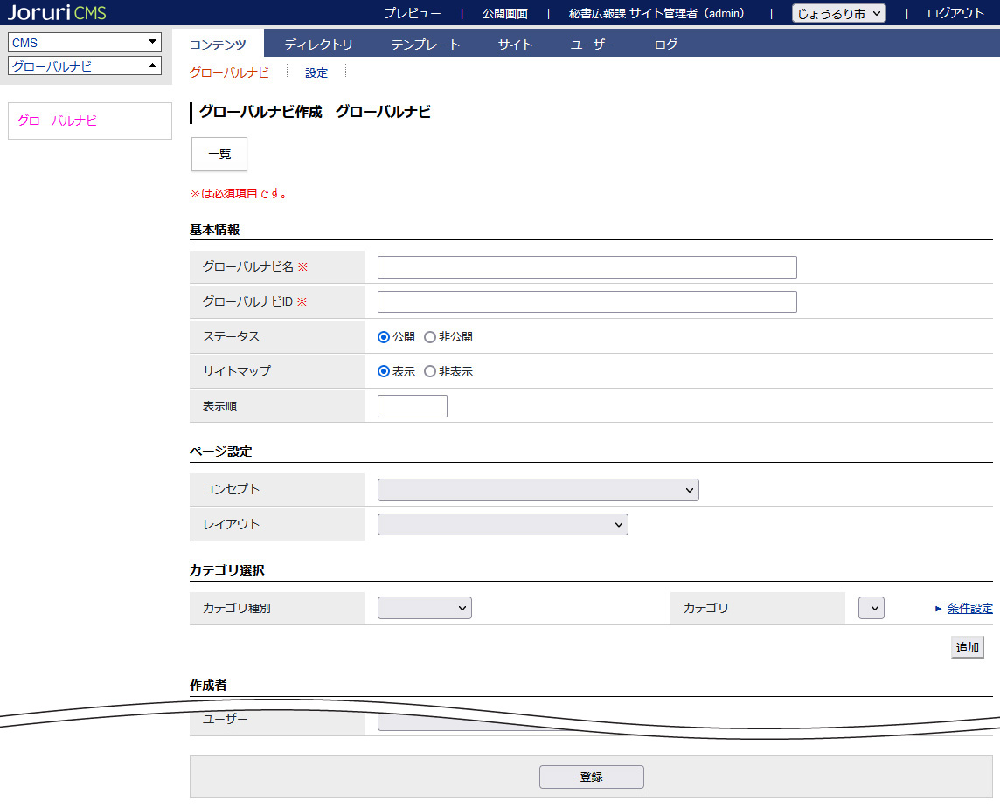 Joruri CMS プレビュー | 公開画面 | 秘書広報課 サイト管理者（admin） | じょうるり市 | ログアウト
CMS
グローバルナビ
コンテンツ ディレクトリ テンプレート サイト ユーザー ログ
グローバルナビ 設定
グローバルナビ
グローバルナビ作成　グローバルナビ
一覧
※は必須項目です。
基本情報
グローバルナビ名 ※
グローバルナビID ※
ステータス 公開 非公開
サイトマップ 表示 非表示
表示順
ページ設定
コンセプト
レイアウト
カテゴリ選択
カテゴリ種別 カテゴリ ► 条件設定
追加
作成者
ユーザー
登録